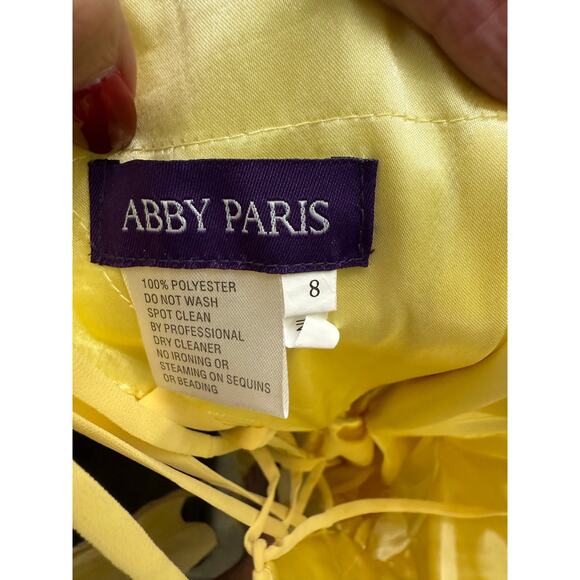 ABBY PARIS
100% POLYESTER
DO NOT WASH
SPOT CLEAN
BY PROFESSIONAL
DRY CLEANER
NO IRONING OR
STEAMING ON SEQUINS
OR BEADING
8